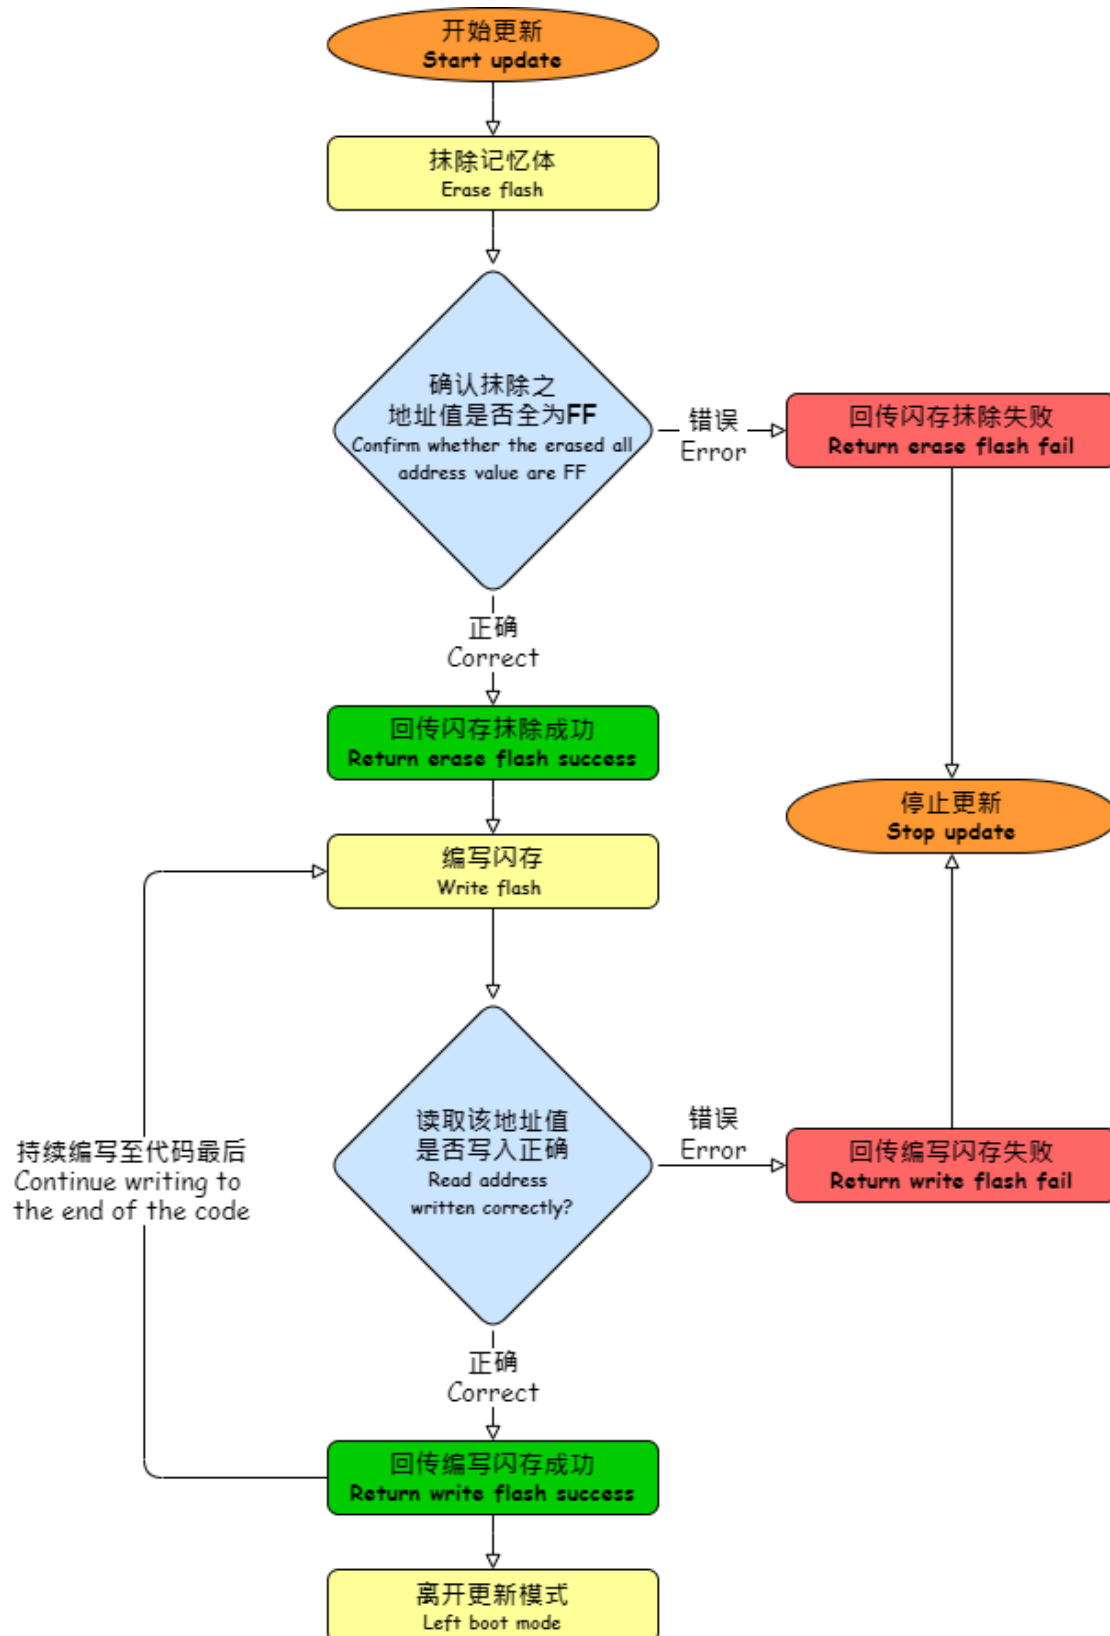 开始更新
Start update
抹除记忆体
Erase flash
确认抹除之
地址值是否全为FF
Confirm whether the erased all
address value are FF
错误
Error
回传闪存抹除失败
Return erase flash fail
正确
Correct
回传闪存抹除成功
Return erase flash success
停止更新
Stop update
编写闪存
Write flash
读取该地址值
是否写入正确
Read address
written correctly?
错误
Error
回传编写闪存失败
Return write flash fail
持续编写至代码最后
Continue writing to
the end of the code
正确
Correct
回传编写闪存成功
Return write flash success
离开更新模式
Left boot mode